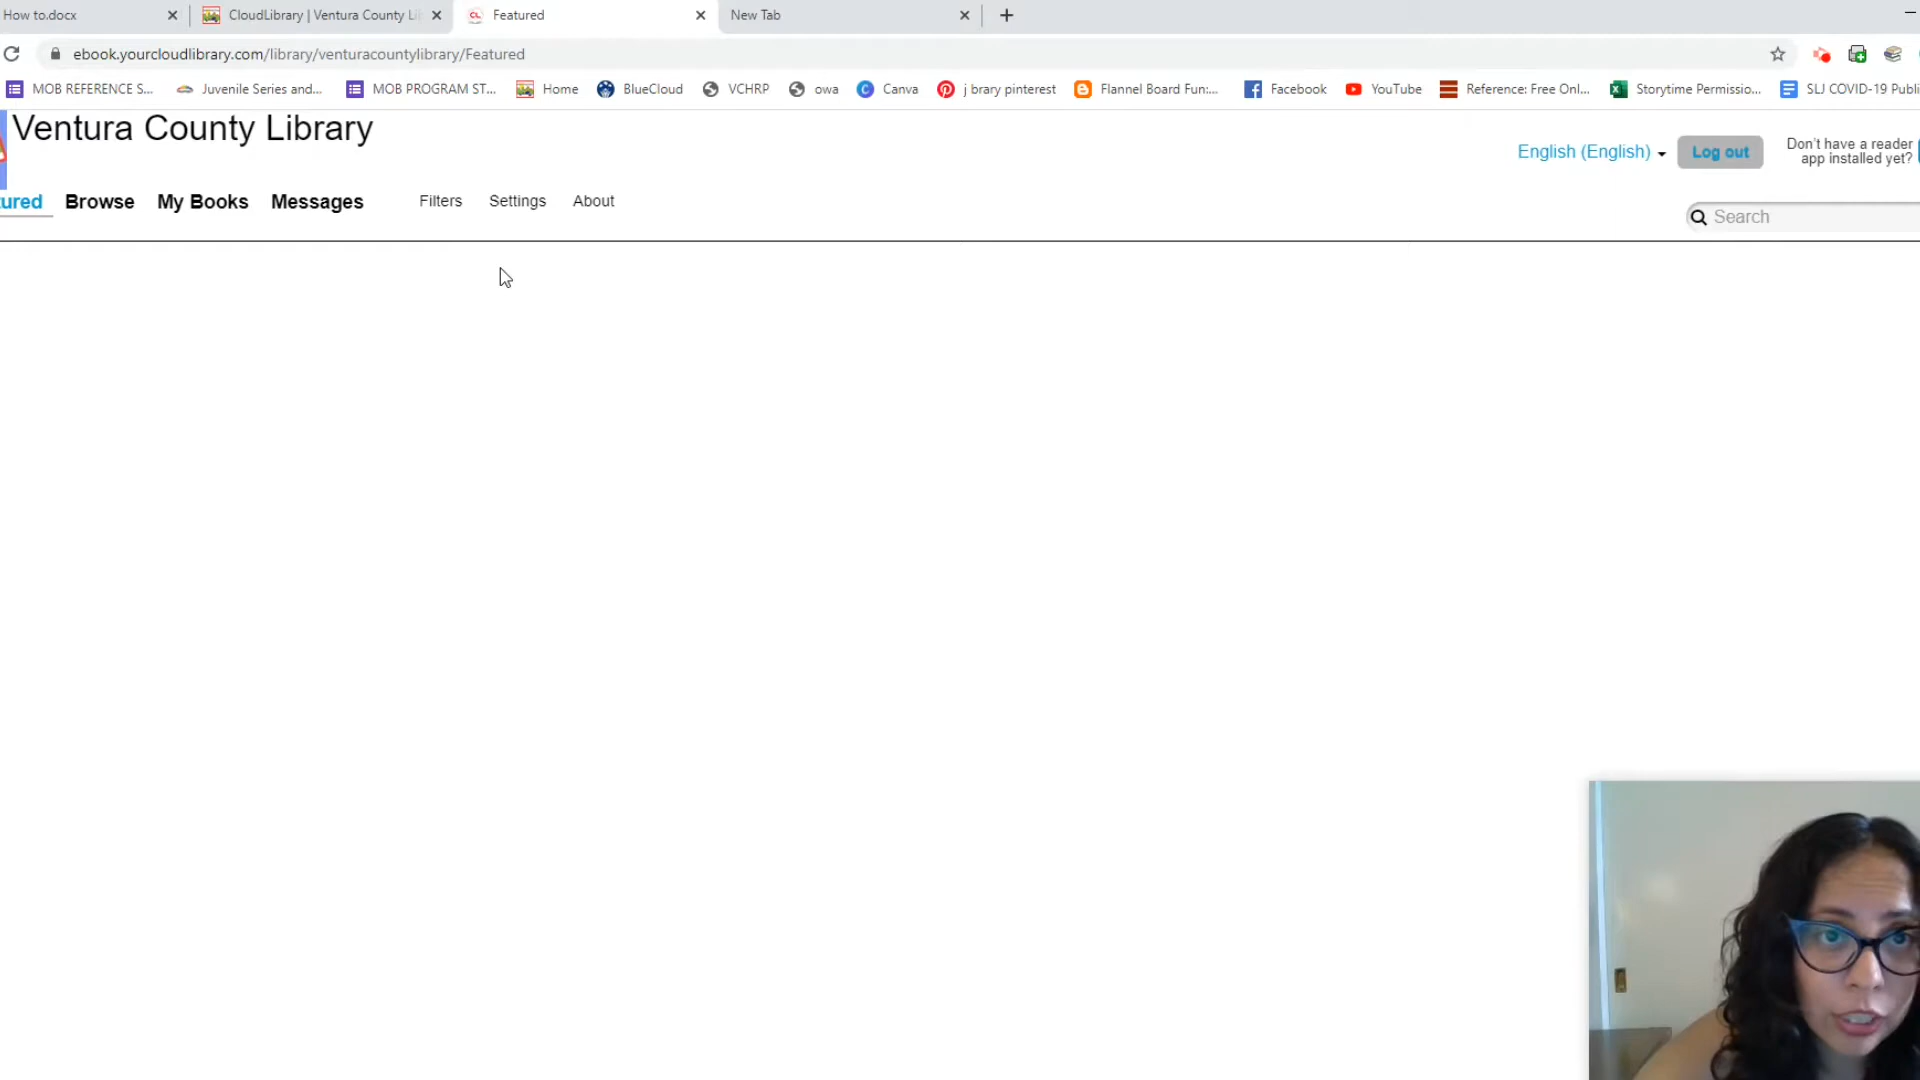 How to.docx
CloudLibrary | Ventura County Li
Featured
New Tab
ebook.yourcloudlibrary.com/library/venturacountylibrary/Featured
MOB REFERENCE S...
Juvenile Series and...
MOB PROGRAM ST...
Home
BlueCloud
VCHRP
owa
Canva
j brary pinterest
Flannel Board Fun:...
Facebook
YouTube
Reference: Free Onl...
Storytime Permissio...
SLJ COVID-19 Publi
Ventura County Library
English (English)
Log out
Don't have a reader
app installed yet?
tured
Browse
My Books
Messages
Filters
Settings
About
Search